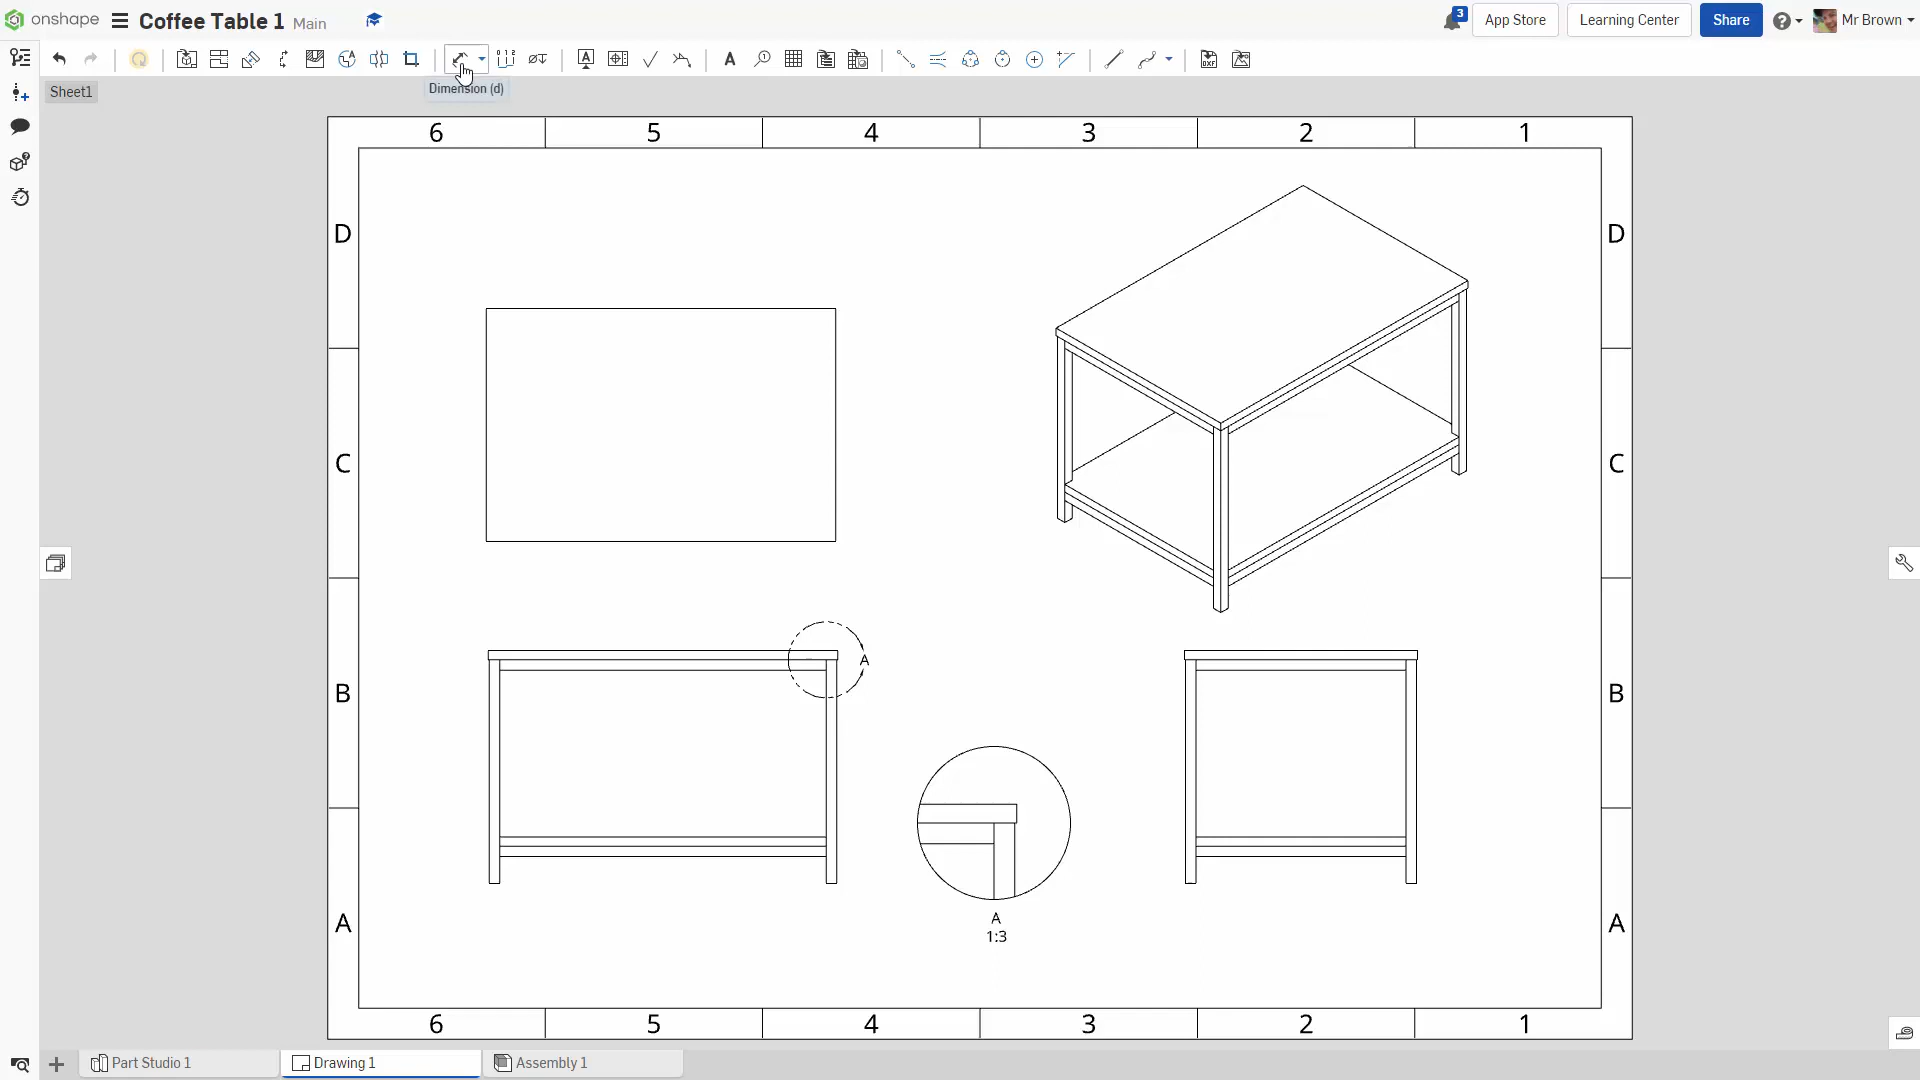 onshape
Coffee Table 1 Main
3
App Store
Learning Center
Share
Mr Brown
Dimension (d)
Sheet1
6 5 4 3 2 1
D D
C C
B B
A
A A
A
1:3
6 5 4 3 2 1
Part Studio 1
Drawing 1
Assembly 1